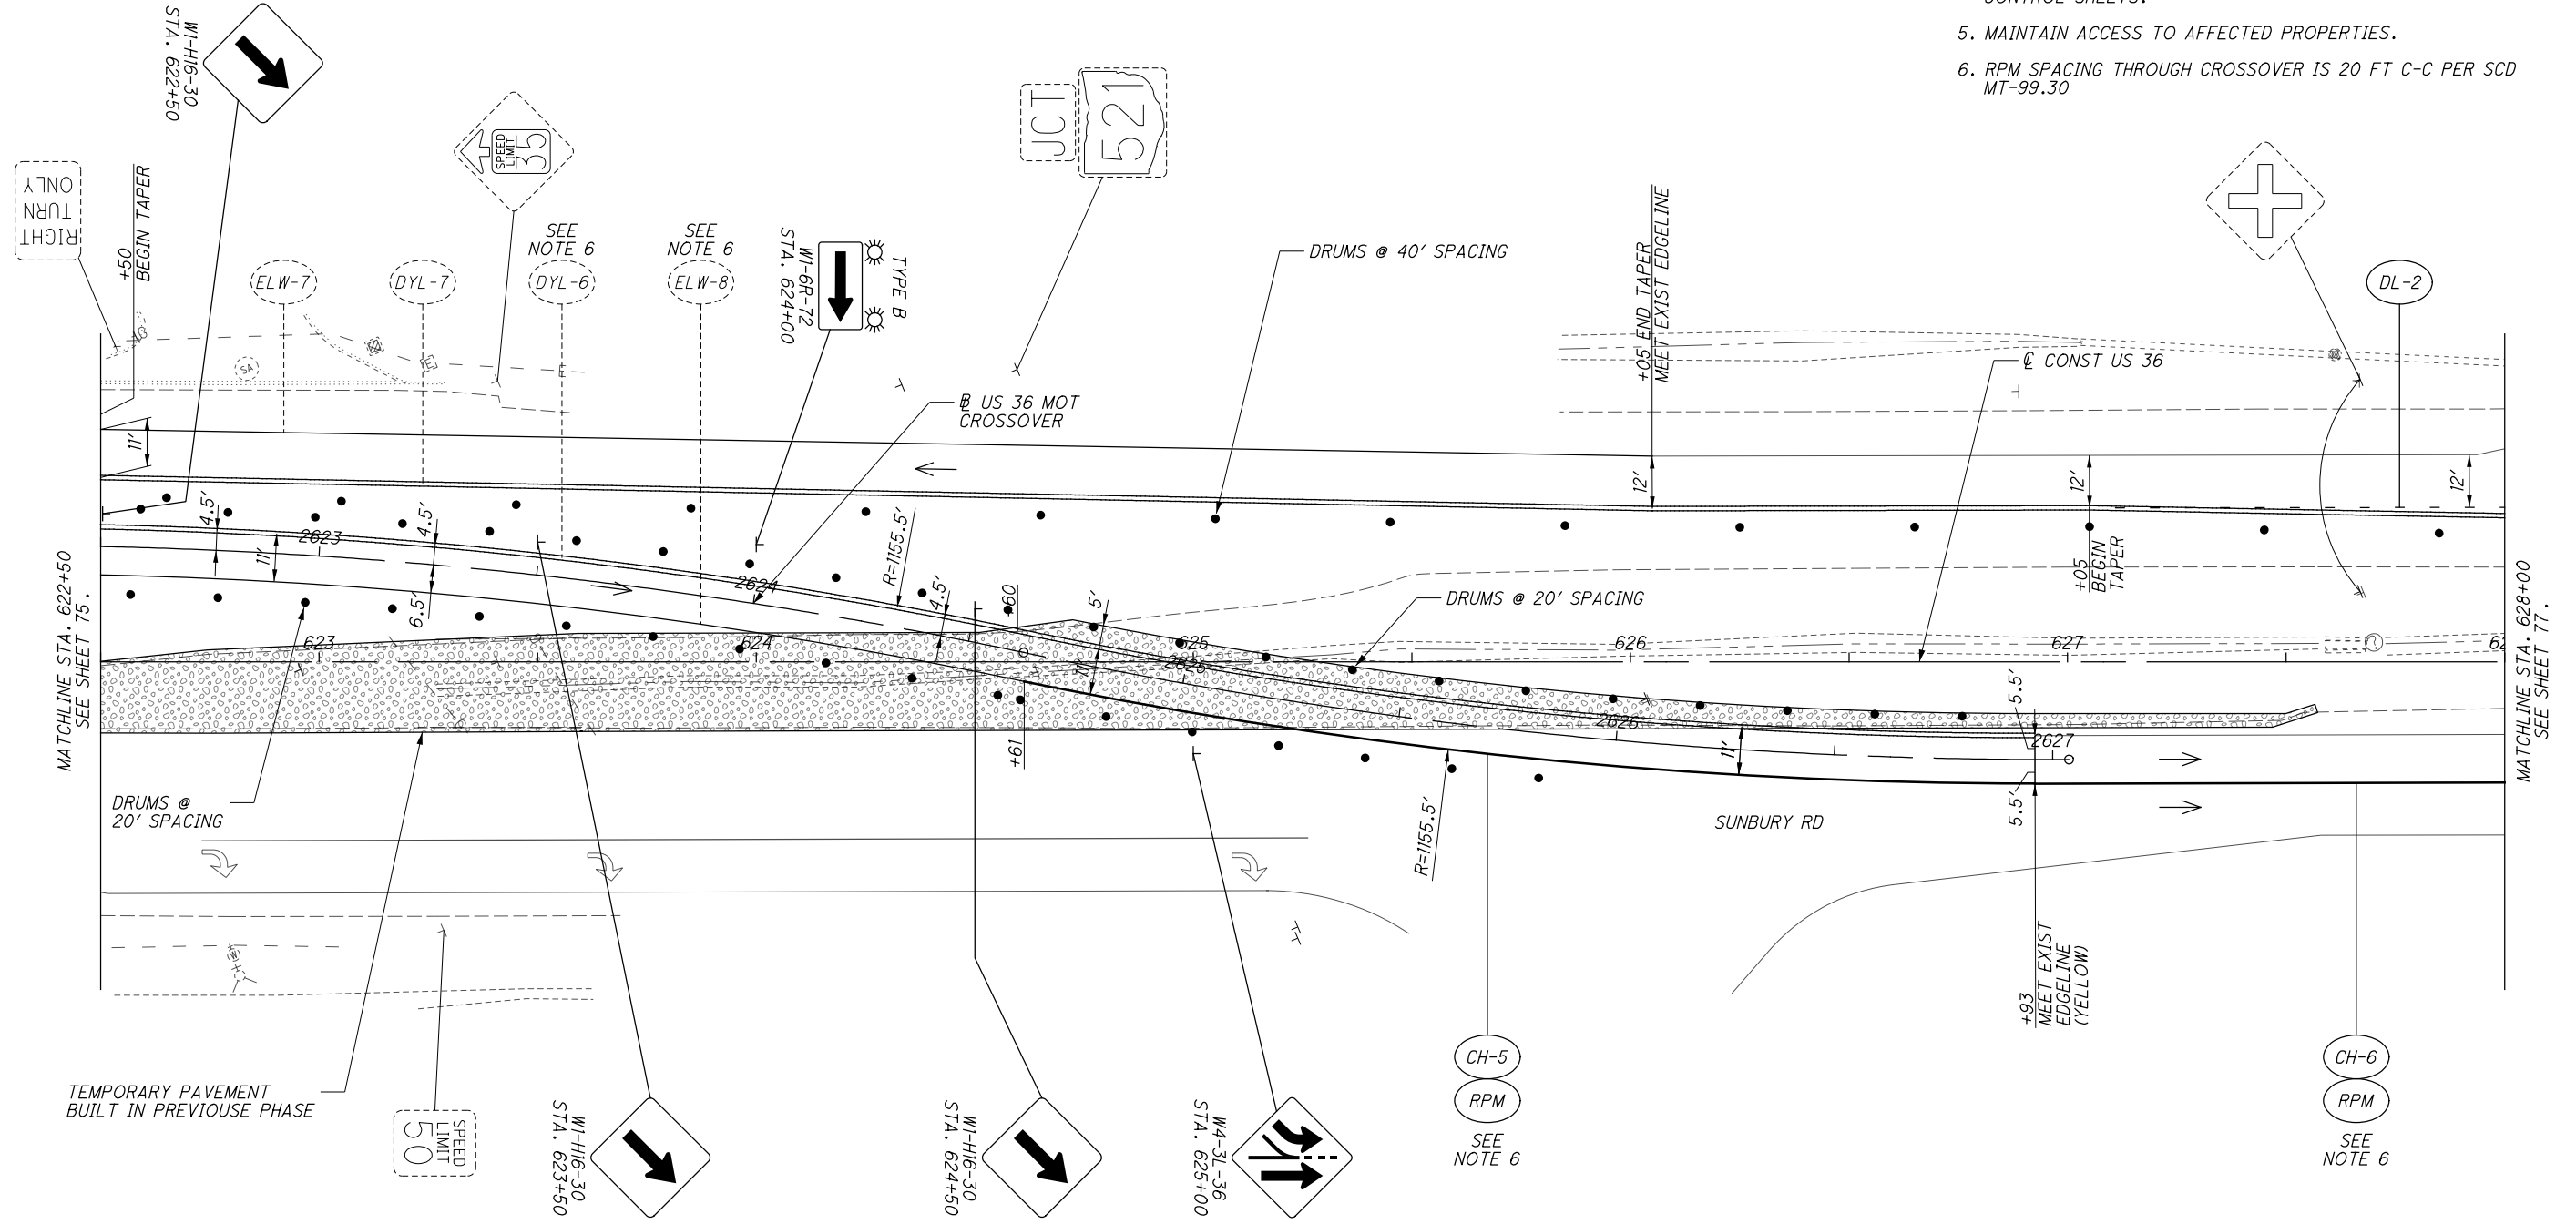 CONTROL SHEETS.
5. MAINTAIN ACCESS TO AFFECTED PROPERTIES.
6. RPM SPACING THROUGH CROSSOVER IS 20 FT C-C PER SCD
MT-99.30
W1-H16-30
STA. 622+50
RIGHT
TURN
ONLY
+50
BEGIN TAPER
SPEED
LIMIT
35
JCT
521
SEE
NOTE 6
SEE
NOTE 6
ELW-7
DYL-7
DYL-6
ELW-8
W1-6R-72
STA. 624+00
TYPE B
DRUMS @ 40' SPACING
+05 END TAPER
MEET EXIST EDGELINE
DL-2
℄ CONST US 36
SA
E
B US 36 MOT
CROSSOVER
11'
12'
12'
12'
4.5'
4.5'
11'
6.5'
2623
2624
R=1155.5'
4.5'
+60
5'
DRUMS @ 20' SPACING
+05
BEGIN
TAPER
MATCHLINE STA. 622+50
SEE SHEET 75.
MATCHLINE STA. 628+00
SEE SHEET 77.
623
624
625
626
627
2625
11'
+61
2626
11'
5.5'
2627
5.5'
DRUMS @
20' SPACING
R=1155.5'
SUNBURY RD
W
+93
MEET EXIST
EDGELINE
(YELLOW)
TEMPORARY PAVEMENT
BUILT IN PREVIOUSE PHASE
SPEED
LIMIT
50
W1-H16-30
STA. 623+50
W1-H16-30
STA. 624+50
W4-3L-36
STA. 625+00
CH-5
RPM
SEE
NOTE 6
CH-6
RPM
SEE
NOTE 6